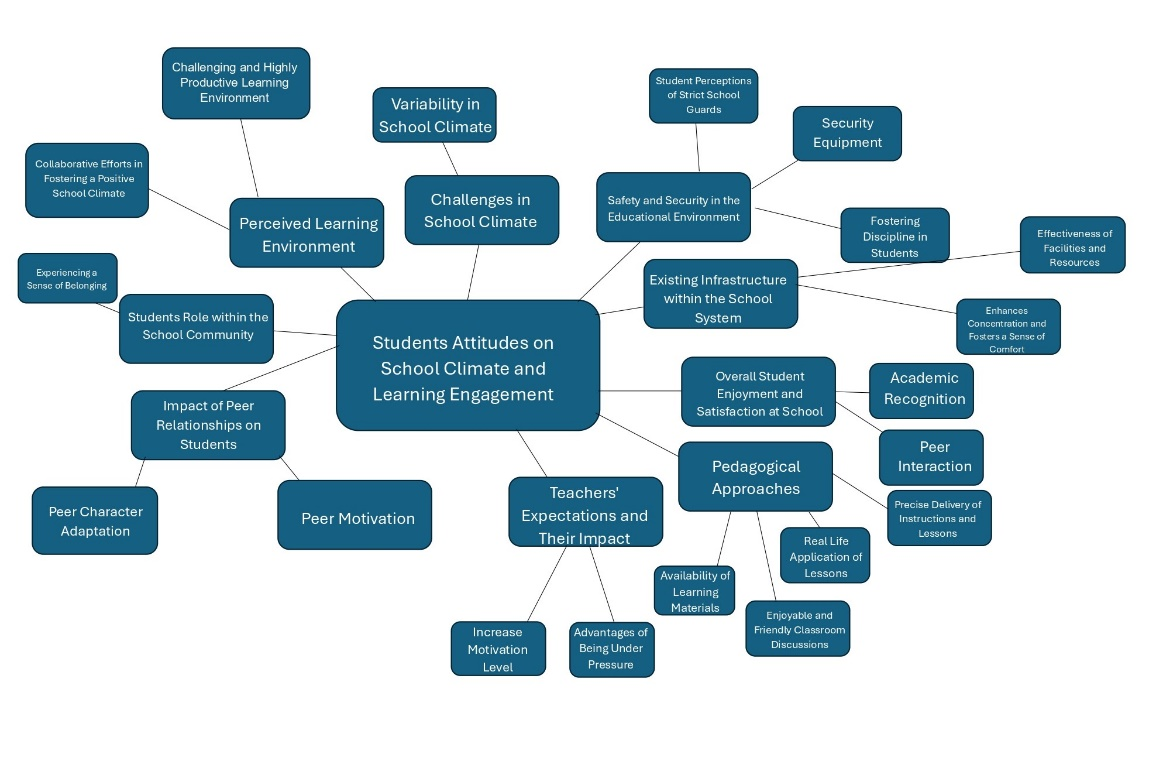 Challenging and Highly
Productive Learning
Environment
Variability in
School Climate
Student Perceptions
of Strict School
Guards
Security
Equipment
Collaborative Efforts in
Fostering a Positive
School Climate
Perceived Learning
Environment
Challenges in
School Climate
Safety and Security in the
Educational Environment
Fostering
Discipline in
Students
Effectiveness of
Facilities and
Resources
Experiencing a
Sense of Belonging
Students Role within the
School Community
Existing Infrastructure
within the School
System
Enhances
Concentration and
Fosters a Sense of
Comfort
Students Attitudes on
School Climate and
Learning Engagement
Overall Student
Enjoyment and
Satisfaction at School
Academic
Recognition
Peer
Interaction
Impact of Peer
Relationships on
Students
Pedagogical
Approaches
Peer Character
Adaptation
Peer Motivation
Teachers'
Expectations and
Their Impact
Precise Delivery of
Instructions and
Lessons
Real Life
Application of
Lessons
Availability of
Learning
Materials
Enjoyable and
Friendly Classroom
Discussions
Increase
Motivation
Level
Advantages of
Being Under
Pressure